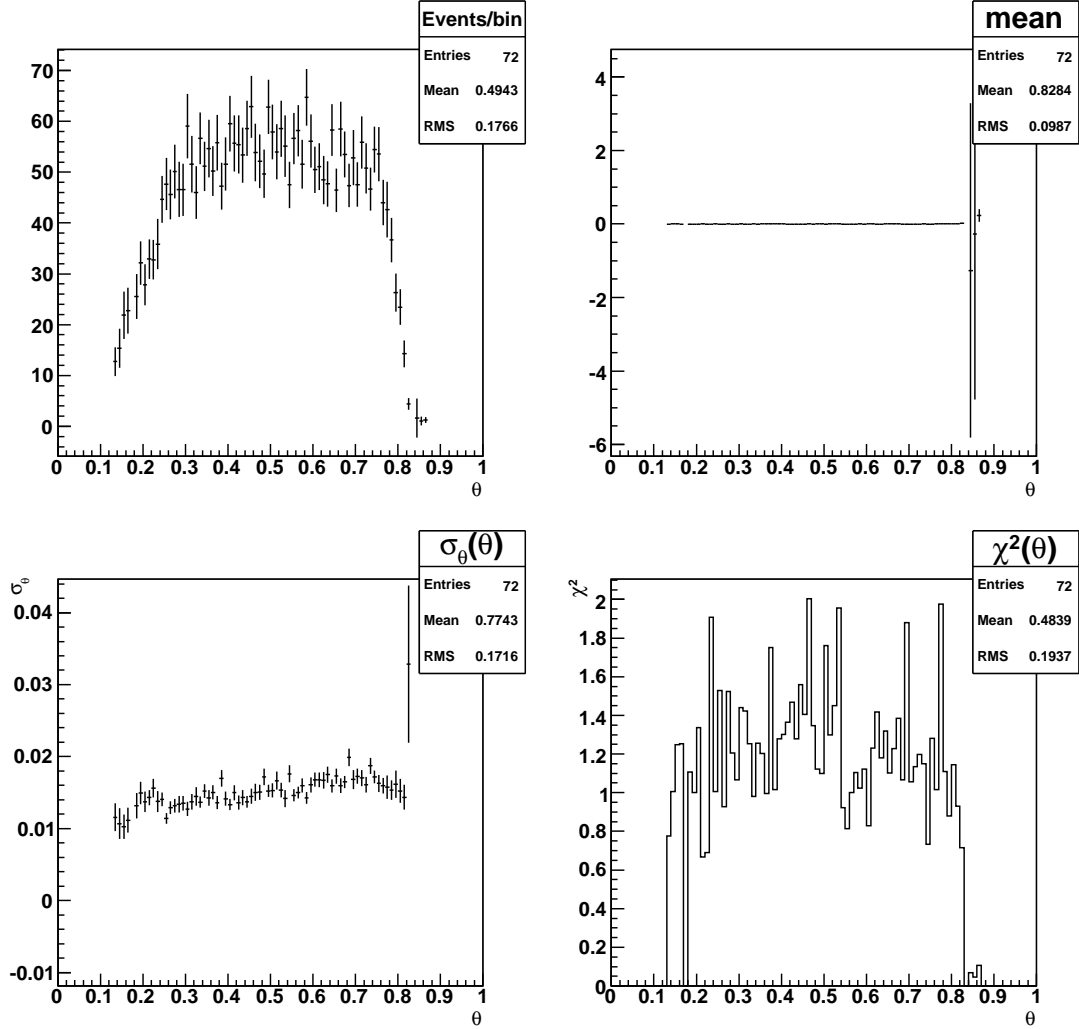 Events/bin
Entries 72
Mean 0.4943
RMS 0.1766
70
60
50
40
30
20
10
0
0 0.1 0.2 0.3 0.4 0.5 0.6 0.7 0.8 0.9 1
θ
mean
Entries 72
Mean 0.8284
RMS 0.0987
4
2
0
-2
-4
-6
0 0.1 0.2 0.3 0.4 0.5 0.6 0.7 0.8 0.9 1
θ
σθ(θ)
Entries 72
Mean 0.7743
RMS 0.1716
σθ
0.04
0.03
0.02
0.01
0
-0.01
0 0.1 0.2 0.3 0.4 0.5 0.6 0.7 0.8 0.9 1
θ
χ²(θ)
Entries 72
Mean 0.4839
RMS 0.1937
χ²
2
1.8
1.6
1.4
1.2
1
0.8
0.6
0.4
0.2
0
0 0.1 0.2 0.3 0.4 0.5 0.6 0.7 0.8 0.9 1
θ